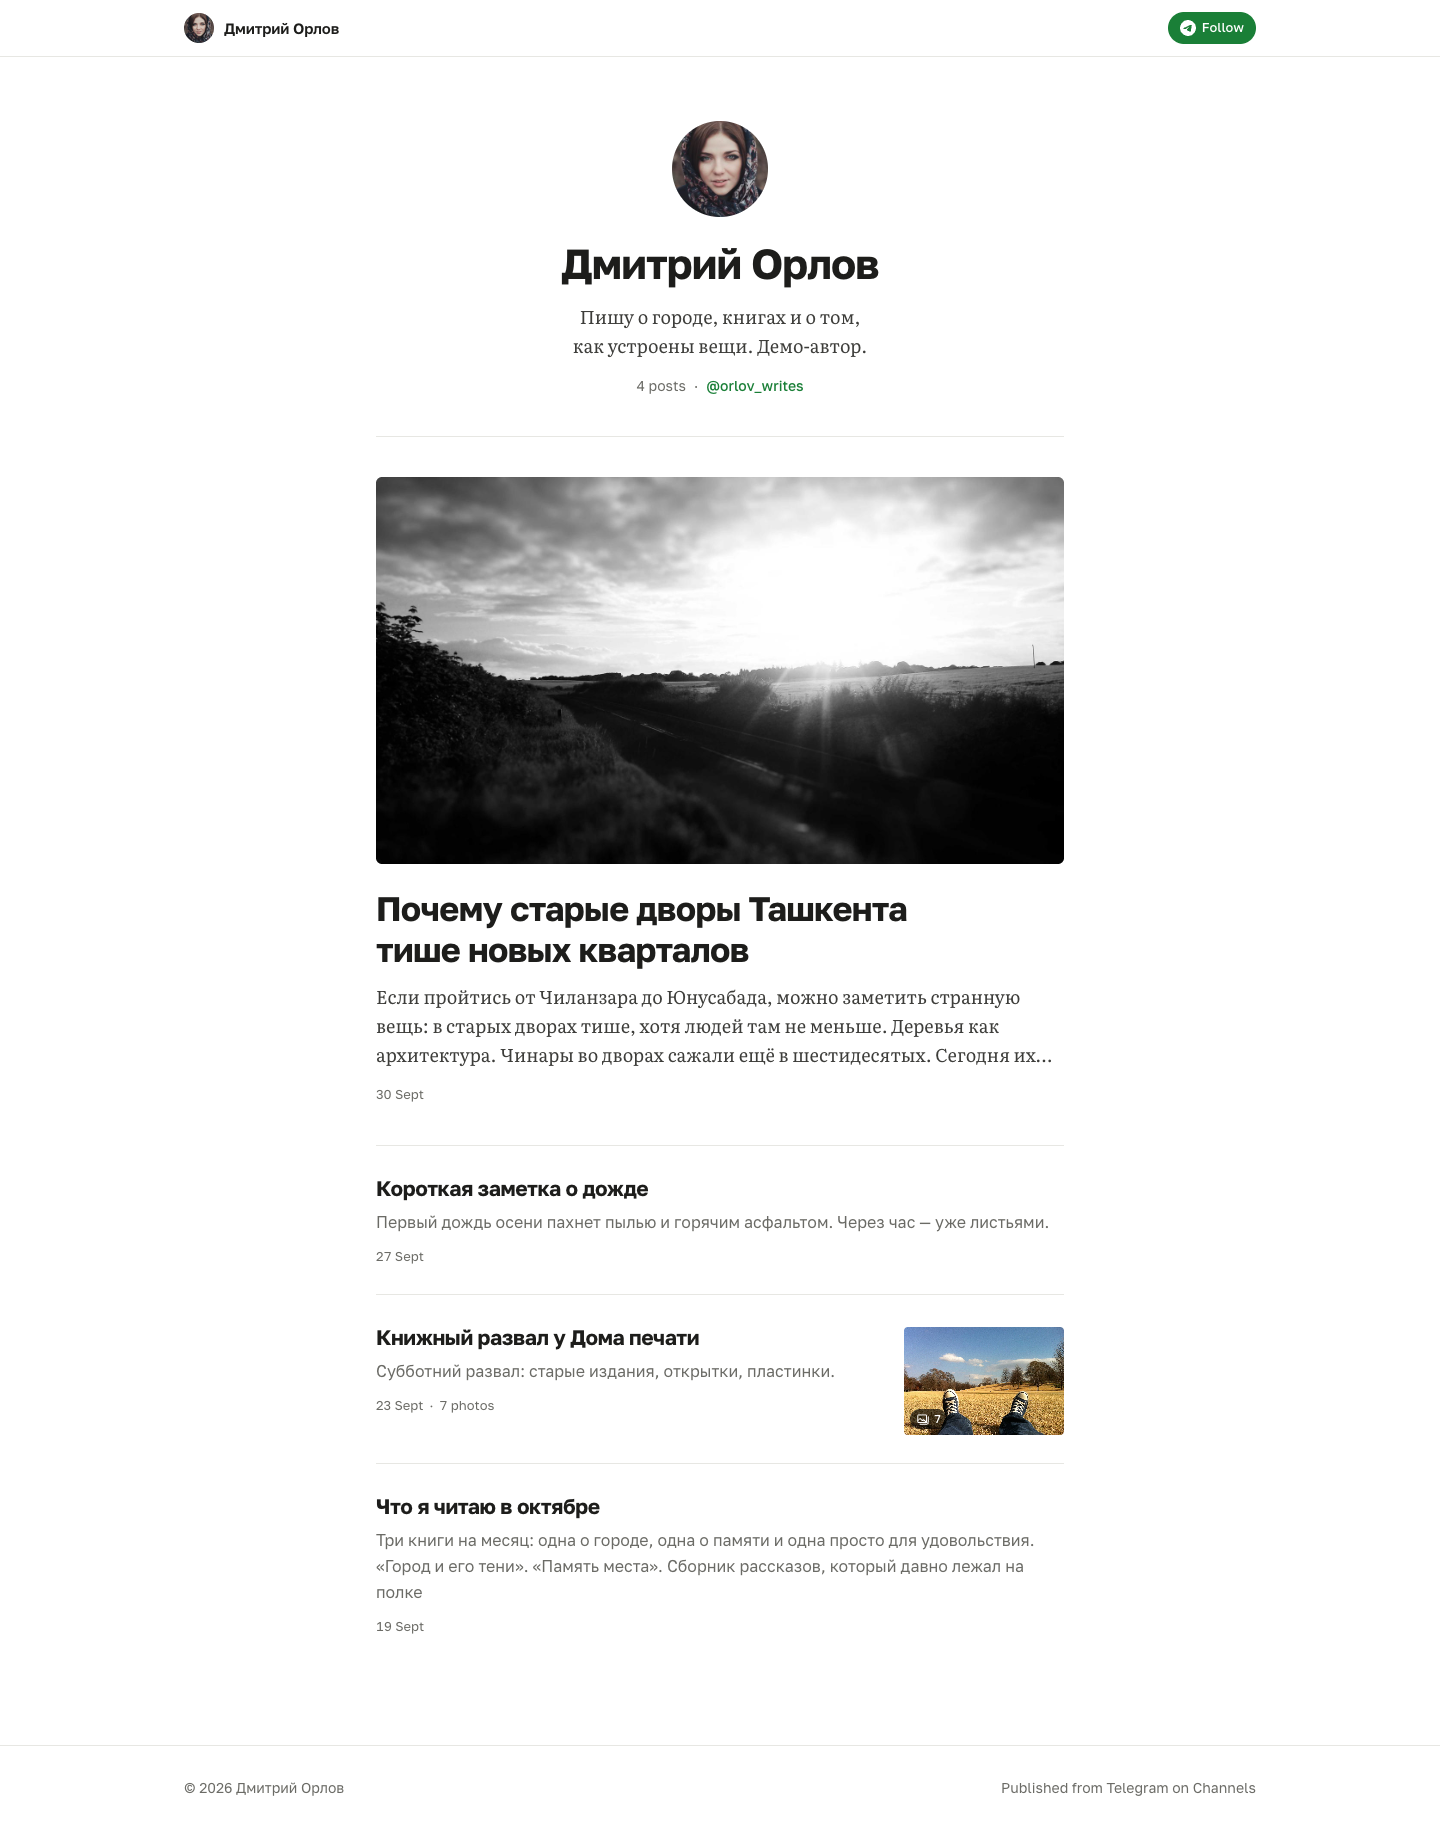 Дмитрий Орлов
Follow
Дмитрий Орлов
Пишу о городе, книгах и о том,
как устроены вещи. Демо-автор.
4 posts · @orlov_writes
Почему старые дворы Ташкента
тише новых кварталов
Если пройтись от Чиланзара до Юнусабада, можно заметить странную
вещь: в старых дворах тише, хотя людей там не меньше. Деревья как
архитектура. Чинары во дворах сажали ещё в шестидесятых. Сегодня их…
30 Sept
Короткая заметка о дожде
Первый дождь осени пахнет пылью и горячим асфальтом. Через час — уже листьями.
27 Sept
Книжный развал у Дома печати
Субботний развал: старые издания, открытки, пластинки.
23 Sept · 7 photos
7
Что я читаю в октябре
Три книги на месяц: одна о городе, одна о памяти и одна просто для удовольствия.
«Город и его тени». «Память места». Сборник рассказов, который давно лежал на
полке
19 Sept
© 2026 Дмитрий Орлов
Published from Telegram on Channels